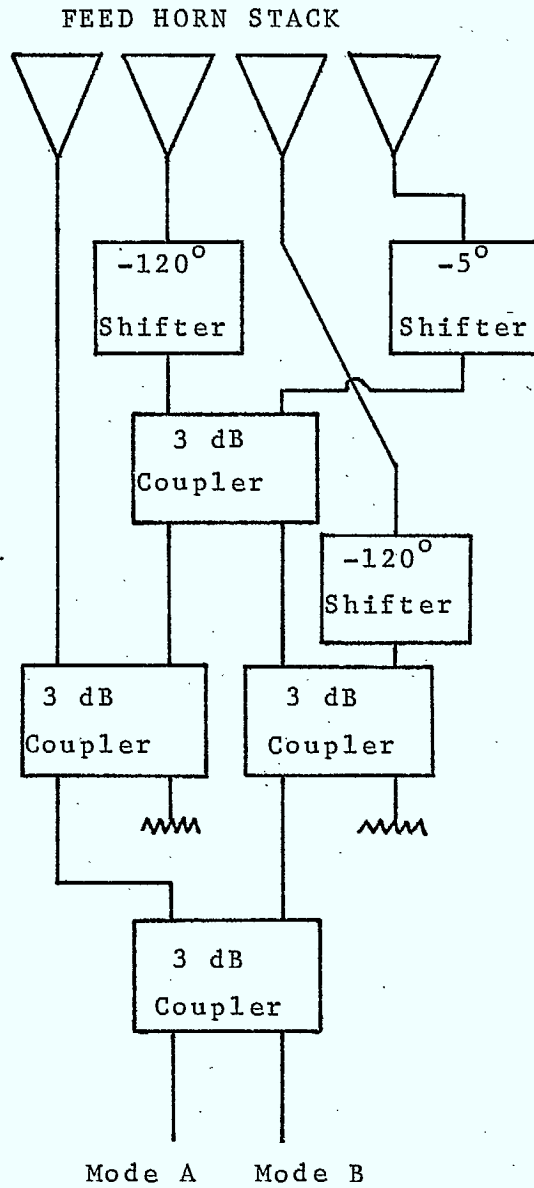 FEED HORN STACK
-120°
Shifter
-5°
Shifter
3 dB
Coupler
-120°
Shifter
3 dB
Coupler
3 dB
Coupler
3 dB
Coupler
Mode A
Mode B